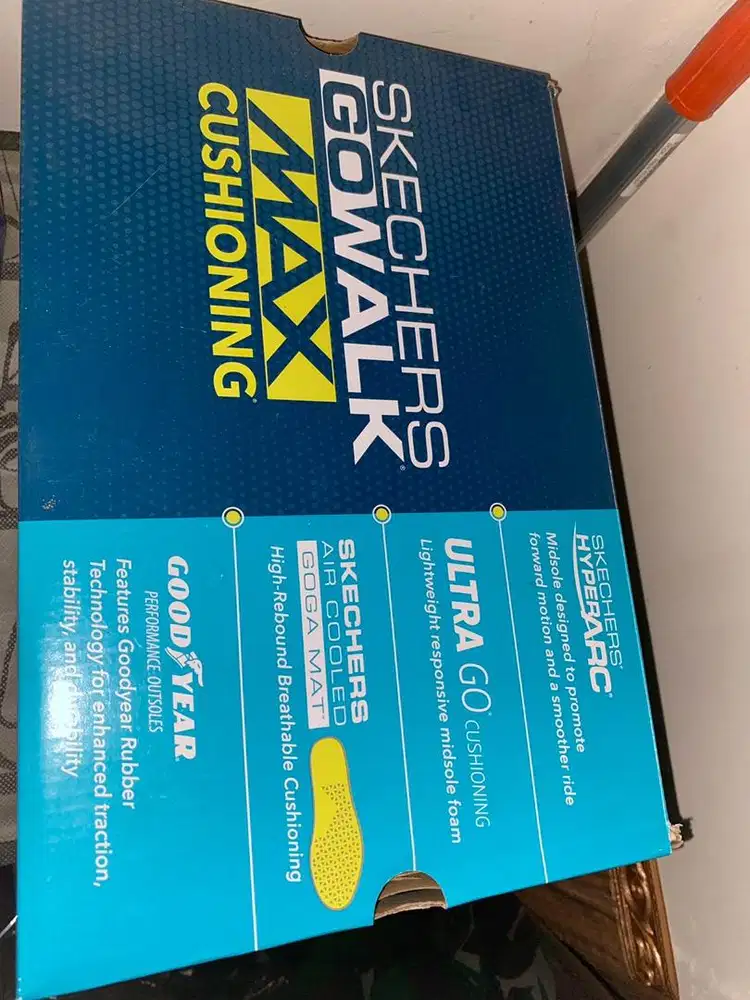 SKECHERS
GOWALK®
MAX
CUSHIONING®
SKECHERS
HYPERARC®
Midsole designed to promote
forward motion and a smoother ride
ULTRA GO® CUSHIONING
Lightweight responsive midsole foam
SKECHERS
AIR COOLED
GOGA MAT
High-Rebound Breathable Cushioning
GOODYEAR
PERFORMANCE OUTSOLES
Features Goodyear Rubber
Technology for enhanced traction,
stability, and durability